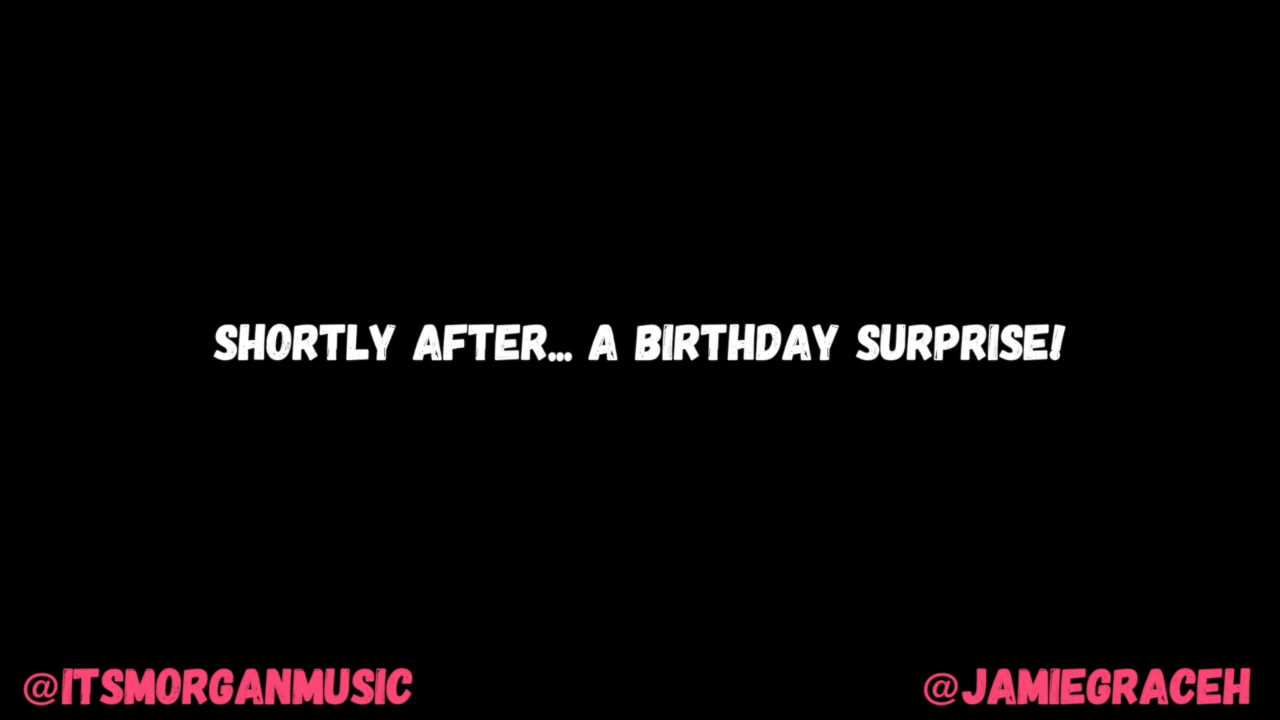 SHORTLY AFTER... A BIRTHDAY SURPRISE!
@ITSMORGANMUSIC
@JAMIEGRACEH